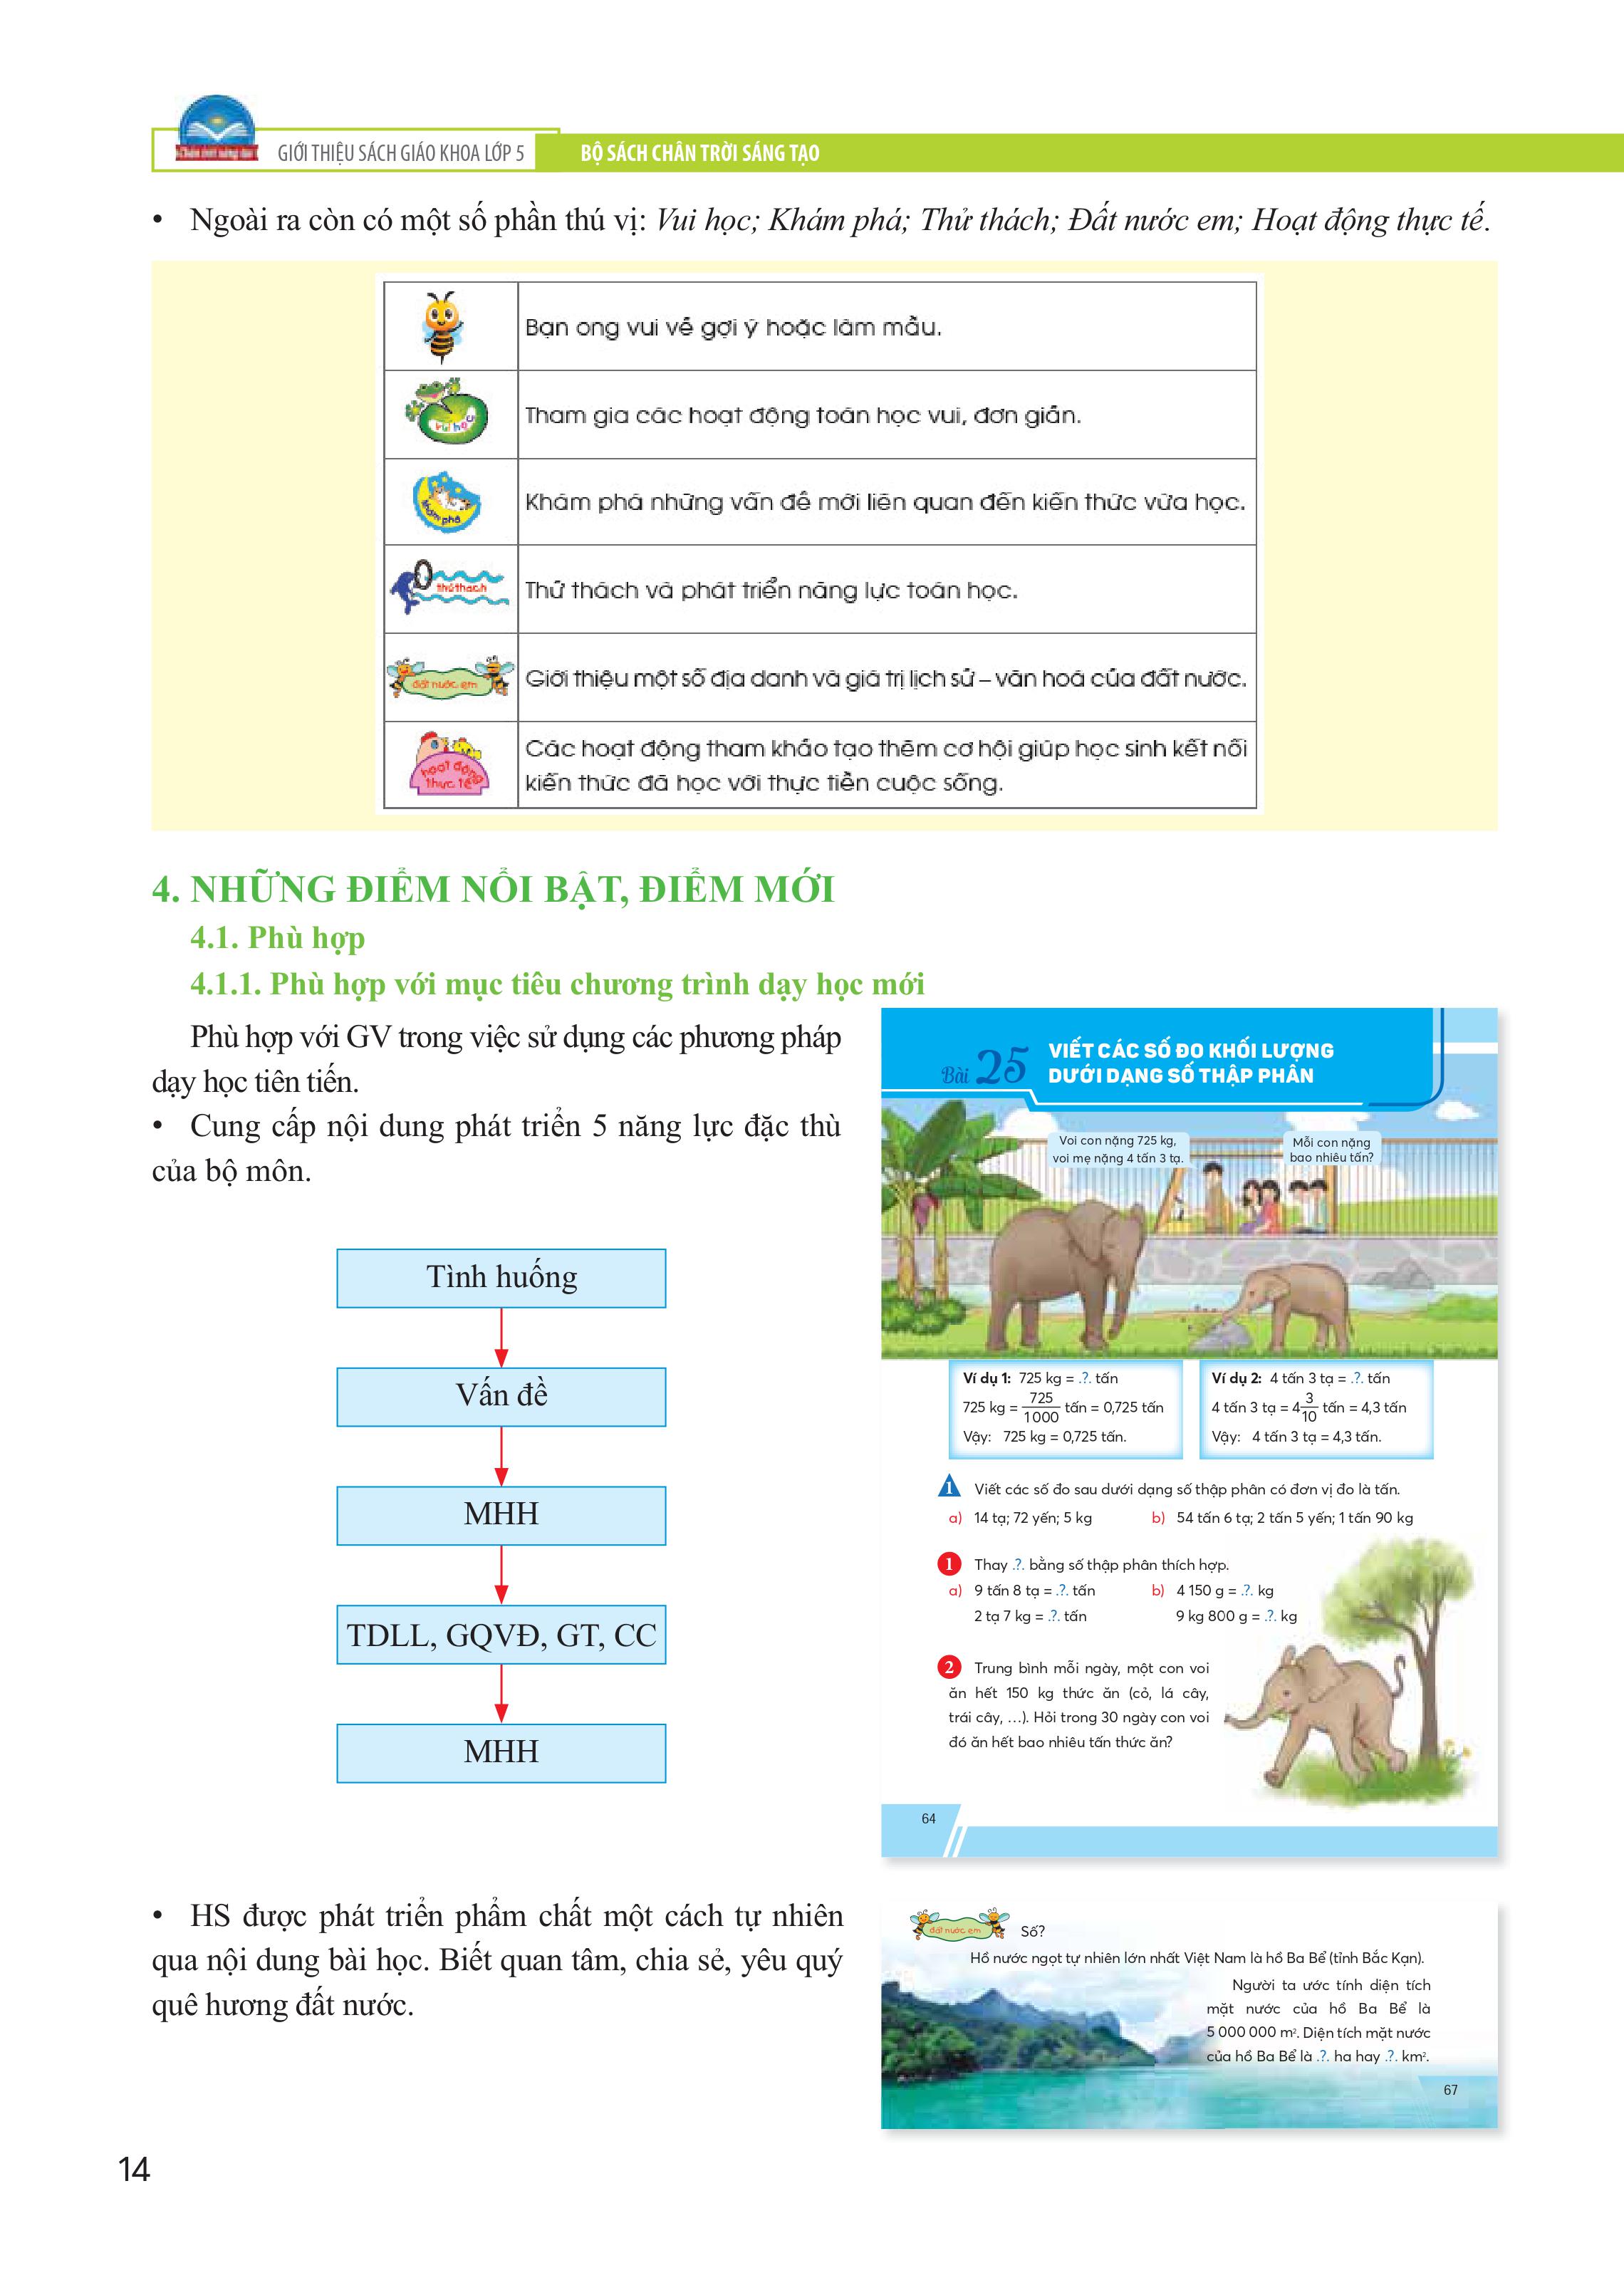 GIỚI THIỆU SÁCH GIÁO KHOA LỚP 5 BỘ SÁCH CHÂN TRỜI SÁNG TẠO
• Ngoài ra còn có một số phần thú vị: Vui học; Khám phá; Thử thách; Đất nước em; Hoạt động thực tế.
Bạn ong vui vẻ gợi ý hoặc làm mẫu.
vui học
Tham gia các hoạt động toán học vui, đơn giản.
khám phá
Khám phá những vấn đề mới liên quan đến kiến thức vừa học.
thử thách
Thử thách và phát triển năng lực toán học.
đất nước em
Giới thiệu một số địa danh và giá trị lịch sử – văn hoá của đất nước.
hoạt động
thực tế
Các hoạt động tham khảo tạo thêm cơ hội giúp học sinh kết nối
kiến thức đã học với thực tiễn cuộc sống.
4. NHỮNG ĐIỂM NỔI BẬT, ĐIỂM MỚI
4.1. Phù hợp
4.1.1. Phù hợp với mục tiêu chương trình dạy học mới
Phù hợp với GV trong việc sử dụng các phương pháp
dạy học tiên tiến.
• Cung cấp nội dung phát triển 5 năng lực đặc thù
của bộ môn.
Tình huống
Vấn đề
MHH
TDLL, GQVĐ, GT, CC
MHH
• HS được phát triển phẩm chất một cách tự nhiên
qua nội dung bài học. Biết quan tâm, chia sẻ, yêu quý
quê hương đất nước.
Bài 25 VIẾT CÁC SỐ ĐO KHỐI LƯỢNG
DƯỚI DẠNG SỐ THẬP PHÂN
Voi con nặng 725 kg,
voi mẹ nặng 4 tấn 3 tạ.
Mỗi con nặng
bao nhiêu tấn?
Ví dụ 1: 725 kg = .?. tấn
725 kg = 725/1000 tấn = 0,725 tấn
Vậy: 725 kg = 0,725 tấn.
Ví dụ 2: 4 tấn 3 tạ = .?. tấn
4 tấn 3 tạ = 4 3/10 tấn = 4,3 tấn
Vậy: 4 tấn 3 tạ = 4,3 tấn.
1 Viết các số đo sau dưới dạng số thập phân có đơn vị đo là tấn.
a) 14 tạ; 72 yến; 5 kg b) 54 tấn 6 tạ; 2 tấn 5 yến; 1 tấn 90 kg
1 Thay .?. bằng số thập phân thích hợp.
a) 9 tấn 8 tạ = .?. tấn b) 4 150 g = .?. kg
2 tạ 7 kg = .?. tấn 9 kg 800 g = .?. kg
2 Trung bình mỗi ngày, một con voi
ăn hết 150 kg thức ăn (cỏ, lá cây,
trái cây, …). Hỏi trong 30 ngày con voi
đó ăn hết bao nhiêu tấn thức ăn?
64
đất nước em Số?
Hồ nước ngọt tự nhiên lớn nhất Việt Nam là hồ Ba Bể (tỉnh Bắc Kạn).
Người ta ước tính diện tích
mặt nước của hồ Ba Bể là
5 000 000 m². Diện tích mặt nước
của hồ Ba Bể là .?. ha hay .?. km².
67
14